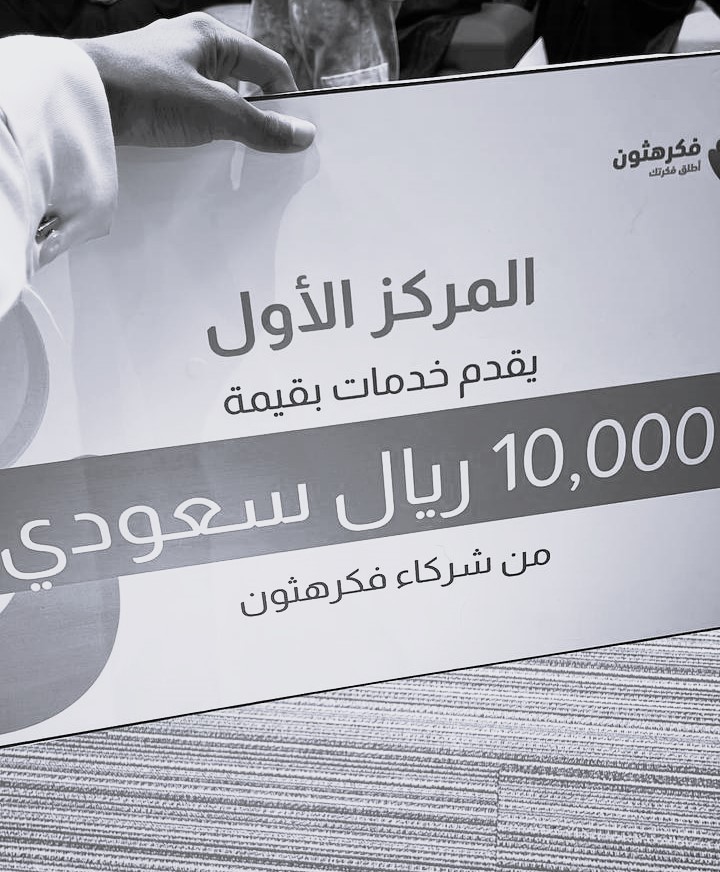 فكرهثون
أطلق فكرتك
المركز الأول
يقدم خدمات بقيمة
10,000 ريال سعودي
من شركاء فكرهثون